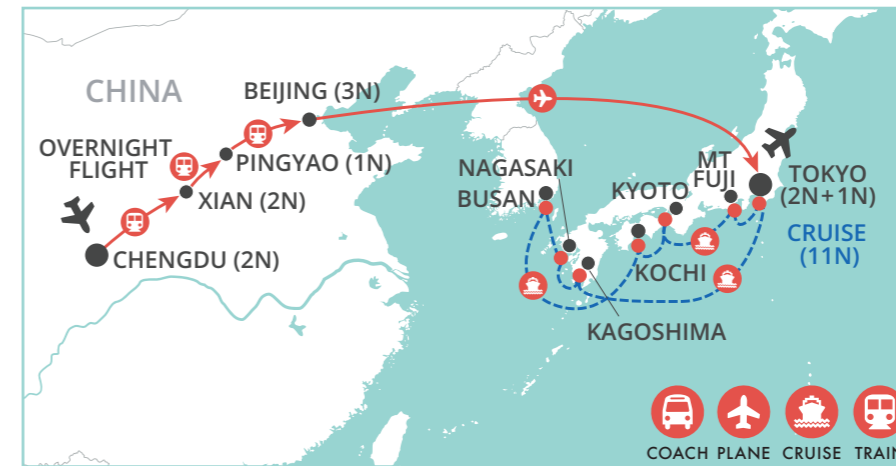 CHINA
BEIJING (3N)
OVERNIGHT
FLIGHT
PINGYAO (1N)
XIAN (2N)
CHENGDU (2N)
NAGASAKI
BUSAN
KYOTO
MT
FUJI
TOKYO
(2N+1N)
CRUISE
(11N)
KOCHI
KAGOSHIMA
COACH PLANE CRUISE TRAIN